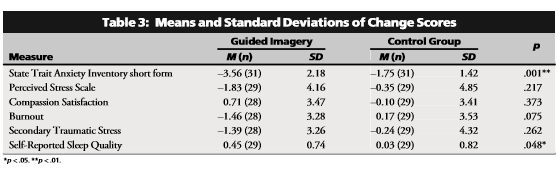 Table 3: Means and Standard Deviations of Change Scores
Guided Imagery Control Group
Measure M (n) SD M (n) SD p
State Trait Anxiety Inventory short form –3.56 (31) 2.18 –1.75 (31) 1.42 .001**
Perceived Stress Scale –1.83 (29) 4.16 –0.35 (29) 4.85 .217
Compassion Satisfaction 0.71 (28) 3.47 –0.10 (29) 3.41 .373
Burnout –1.46 (28) 3.28 0.17 (29) 3.53 .075
Secondary Traumatic Stress –1.39 (28) 3.26 –0.24 (29) 4.32 .262
Self-Reported Sleep Quality 0.45 (29) 0.74 0.03 (29) 0.82 .048*
*p < .05. **p < .01.